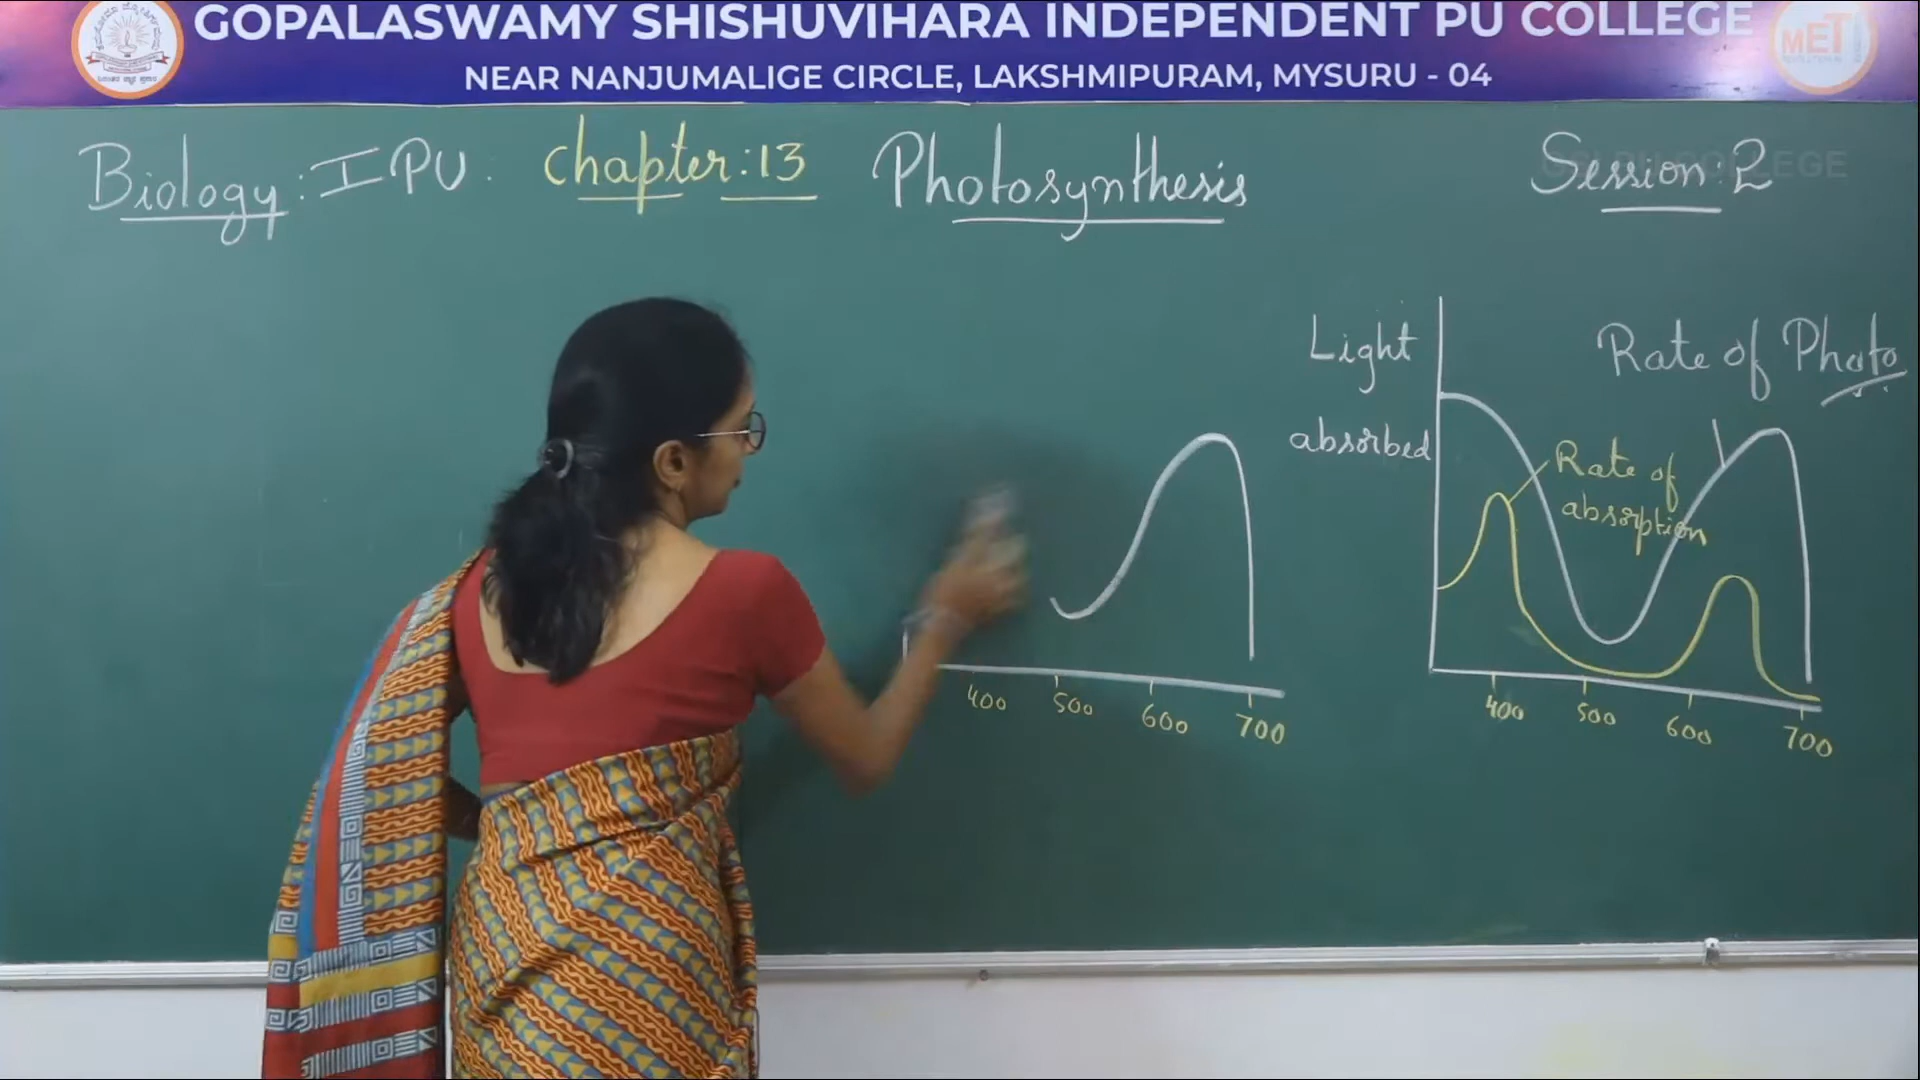 GOPALASWAMY SHISHUVIHARA INDEPENDENT PU COLLEGE
MET
NEAR NANJUMALIGE CIRCLE, LAKSHMIPURAM, MYSURU - 04
Biology: I PU. Chapter: 13 Photosynthesis Session: 2
Light
absorbed
Rate of Photo
Rate of
absorption
400 500 600 700
400 500 600 700